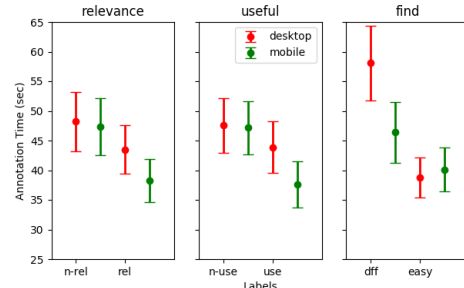 relevance
useful
find
desktop
mobile
Annotation Time (sec)
65
60
55
50
45
40
35
30
25
n-rel rel
n-use use
dff easy
Labels